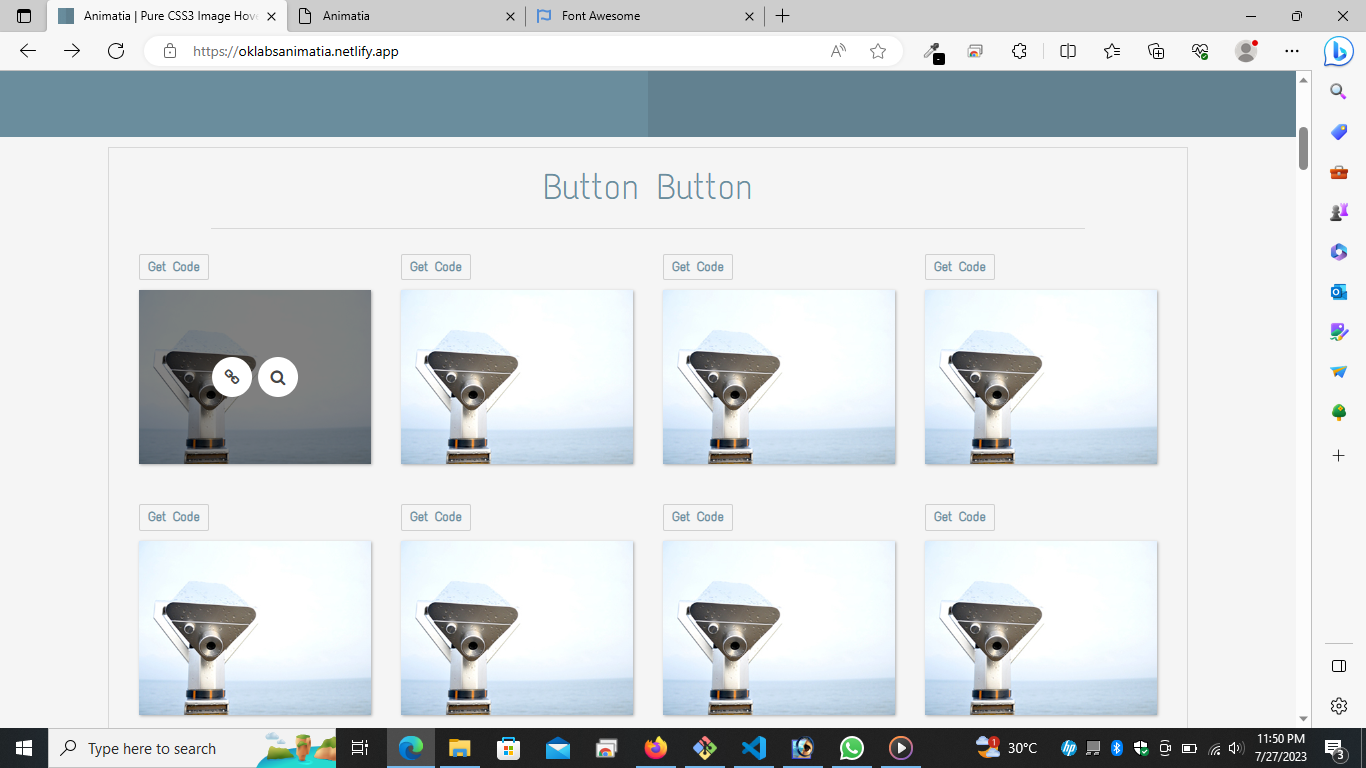 Animatia | Pure CSS3 Image Hov
Animatia
Font Awesome
https://oklabsanimatia.netlify.app
Button Button
Get Code
Get Code
Get Code
Get Code
Get Code
Get Code
Get Code
Get Code
Type here to search
1
30°C
11:50 PM
7/27/2023
3